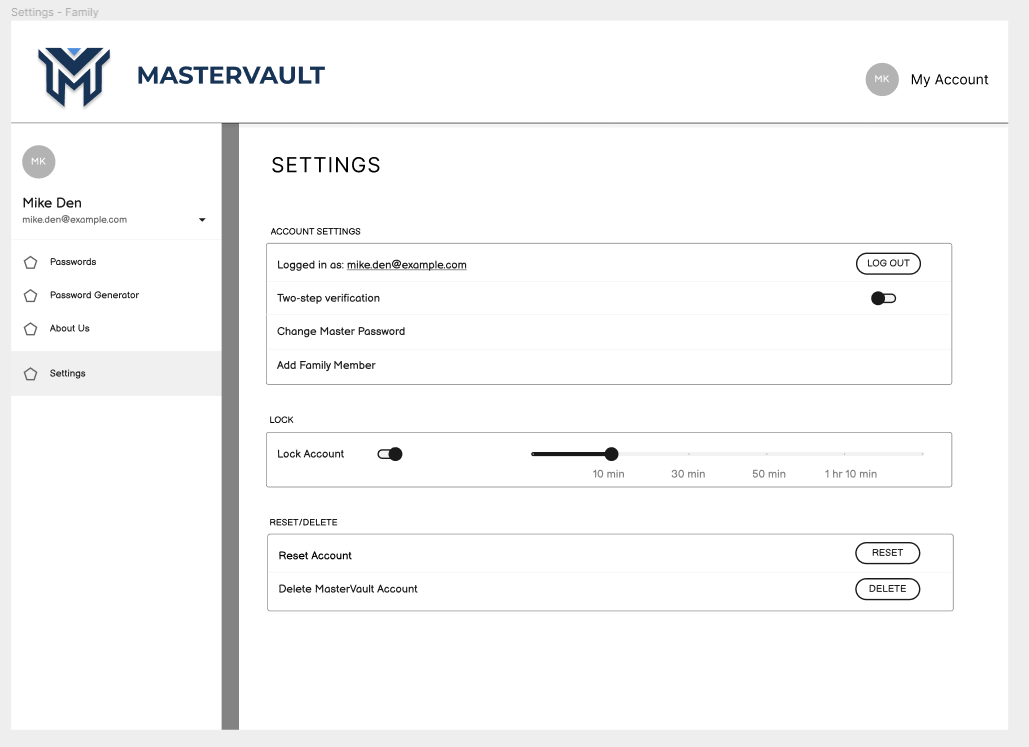 Settings - Family
MASTERVAULT
MK
My Account
MK
Mike Den
mike.den@example.com
Passwords
Password Generator
About Us
Settings
SETTINGS
ACCOUNT SETTINGS
Logged in as: mike.den@example.com
LOG OUT
Two-step verification
Change Master Password
Add Family Member
LOCK
Lock Account
10 min 30 min 50 min 1 hr 10 min
RESET/DELETE
Reset Account
RESET
Delete MasterVault Account
DELETE